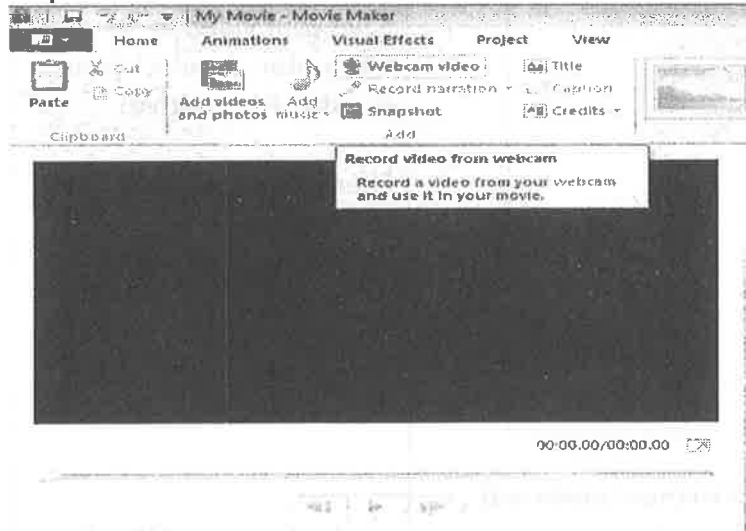 My Movie - Movie Maker
Home Animations Visual Effects Project View
Paste
Cut
Copy
Clipboard
Add videos and photos
Add music
Webcam video
Record narration
Snapshot
Title
Caption
Credits
Add
Record video from webcam
Record a video from your webcam
and use it in your movie.
00:00.00/00:00.00